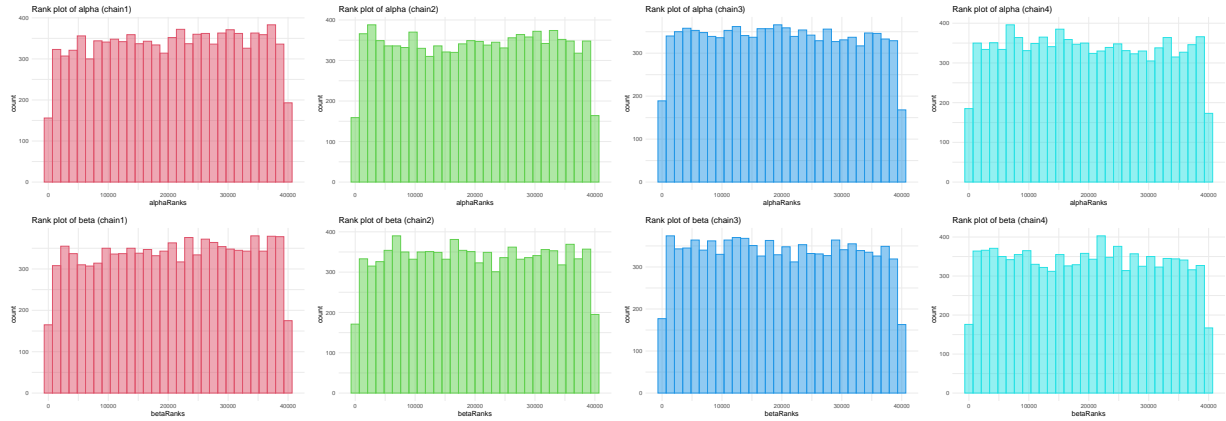 Rank plot of alpha (chain1)
400
300
200
100
0
count
0 10000 20000 30000 40000
alphaRanks
Rank plot of alpha (chain2)
400
300
200
100
0
count
0 10000 20000 30000 40000
alphaRanks
Rank plot of alpha (chain3)
300
200
100
0
count
0 10000 20000 30000 40000
alphaRanks
Rank plot of alpha (chain4)
400
300
200
100
0
count
0 10000 20000 30000 40000
alphaRanks
Rank plot of beta (chain1)
300
200
100
0
count
0 10000 20000 30000 40000
betaRanks
Rank plot of beta (chain2)
400
300
200
100
0
count
0 10000 20000 30000 40000
betaRanks
Rank plot of beta (chain3)
300
200
100
0
count
0 10000 20000 30000 40000
betaRanks
Rank plot of beta (chain4)
400
300
200
100
0
count
0 10000 20000 30000 40000
betaRanks